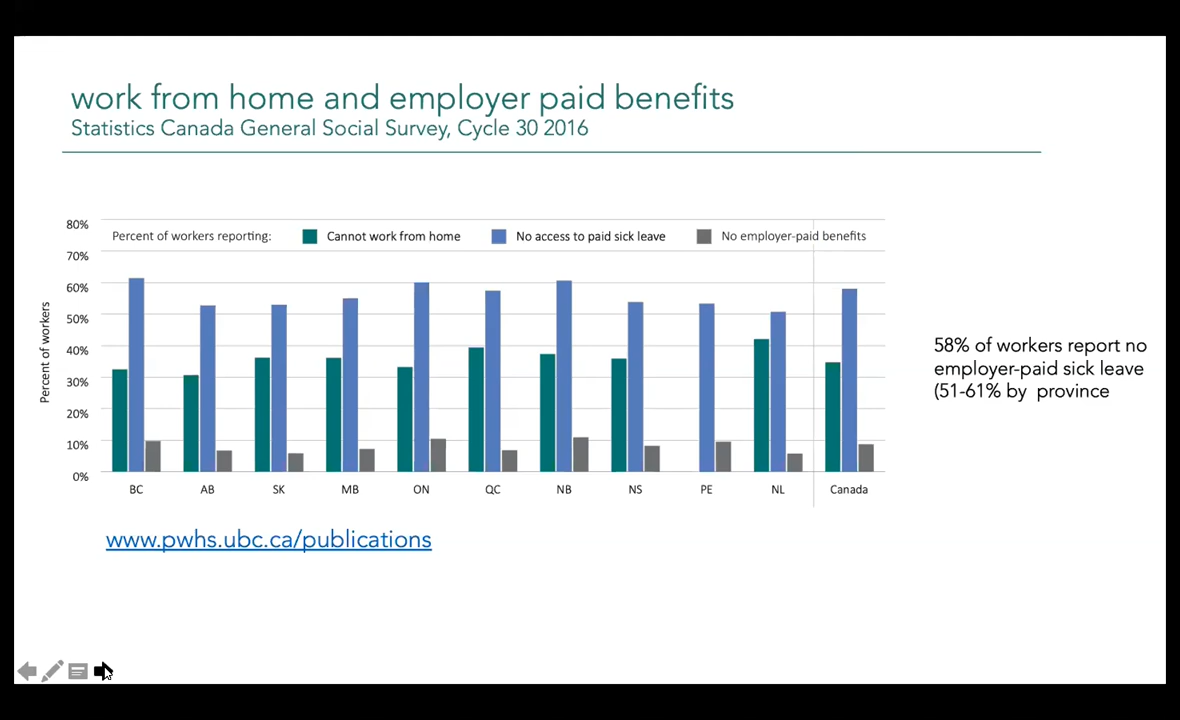 work from home and employer paid benefits
Statistics Canada General Social Survey, Cycle 30 2016
Percent of workers reporting: Cannot work from home No access to paid sick leave No employer-paid benefits
Percent of workers
80%
70%
60%
50%
40%
30%
20%
10%
0%
BC AB SK MB ON QC NB NS PE NL Canada
58% of workers report no
employer-paid sick leave
(51-61% by province
www.pwhs.ubc.ca/publications